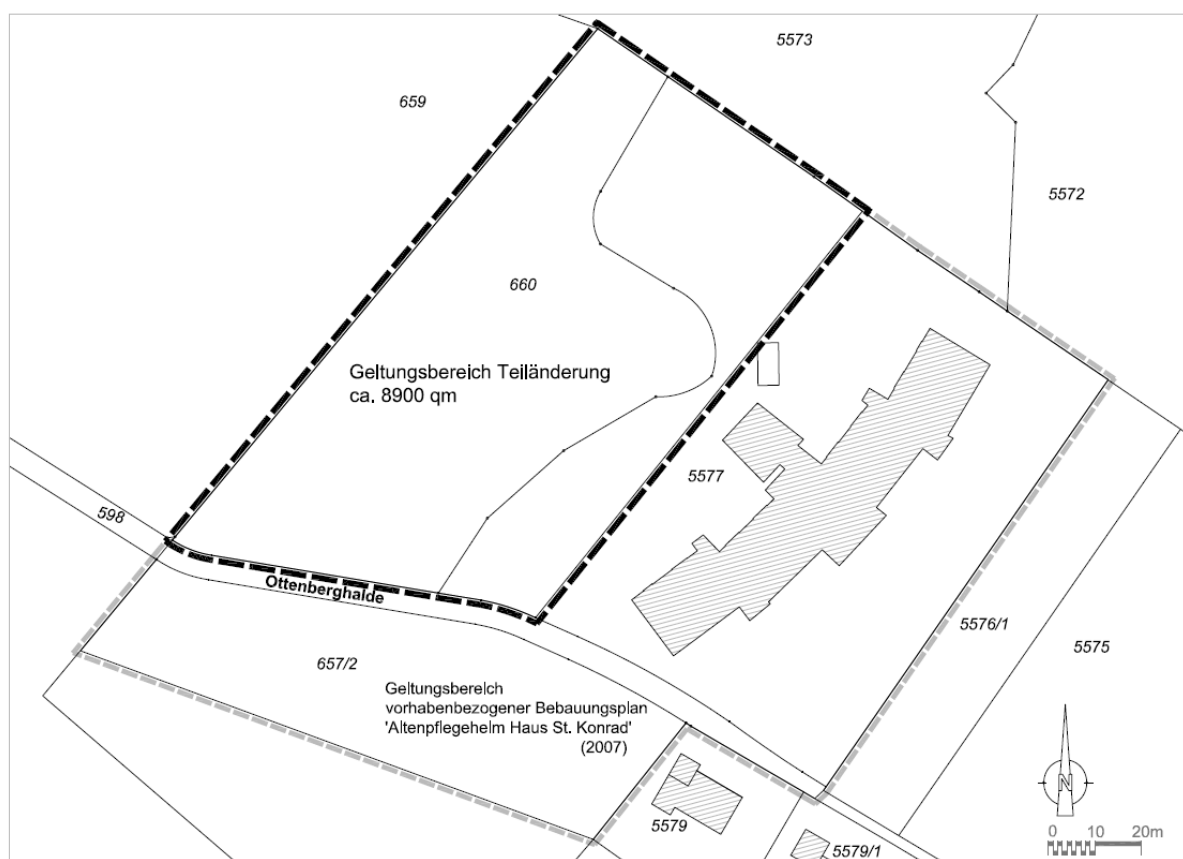 5573
659
5572
660
Geltungsbereich Teiländerung
ca. 8900 qm
5577
598
Ottenberghalde
5576/1
5575
657/2
Geltungsbereich
vorhabenbezogener Bebauungsplan
'Altenpflegehelm Haus St. Konrad'
(2007)
N
5579
5579/1
0 10 20m